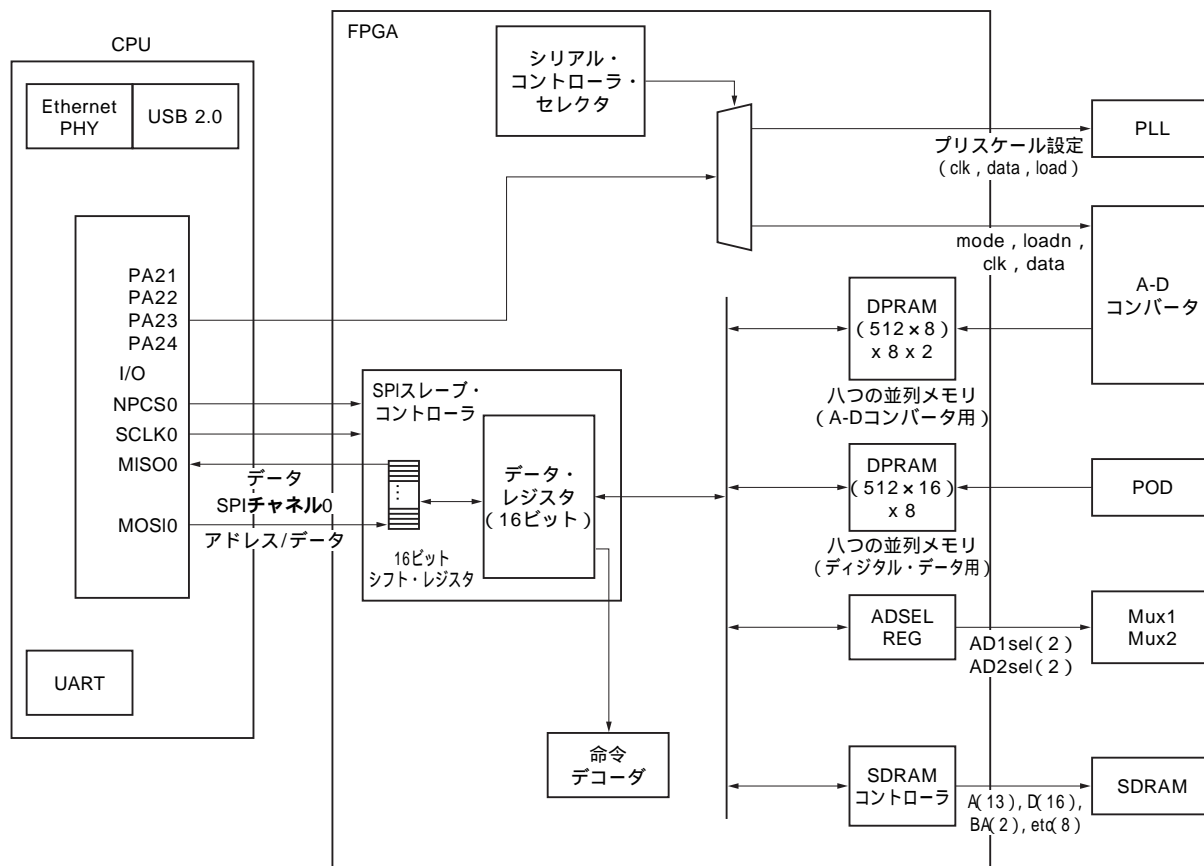 CPU
Ethernet
PHY
USB 2.0
PA21
PA22
PA23
PA24
I/O
NPCS0
SCLK0
MISO0
MOSI0
UART
データ
SPIチャネル0
アドレス/データ
FPGA
シリアル・
コントローラ・
セレクタ
SPIスレーブ・
コントローラ
データ・
レジスタ
(16ビット)
16ビット
シフト・レジスタ
命令
デコーダ
プリスケール設定
(clk , data , load)
PLL
mode , loadn ,
clk , data
A-D
コンバータ
DPRAM
(512×8)
x 8 x 2
八つの並列メモリ
(A-Dコンバータ用)
DPRAM
(512×16)
x 8
八つの並列メモリ
(ディジタル・データ用)
POD
ADSEL
REG
AD1sel(2)
AD2sel(2)
Mux1
Mux2
SDRAM
コントローラ
A(13), D(16),
BA(2), etc(8)
SDRAM